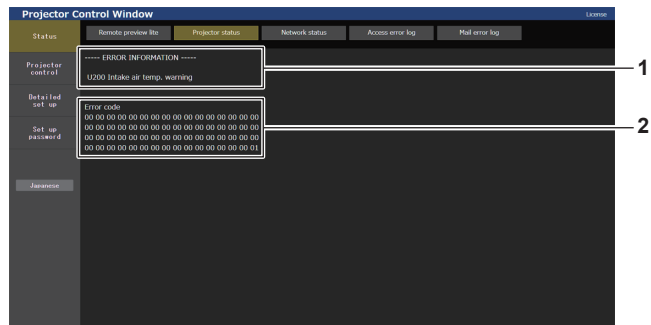 Projector Control Window
License
Status
Remote preview lite
Projector status
Network status
Access error log
Mail error log
Projector
control
Detailed
set up
Set up
password
Japanese
----- ERROR INFORMATION -----
U200 Intake air temp. warning
1
Error code
00 00 00 00 00 00 00 00 00 00 00 00 00 00 00 00
00 00 00 00 00 00 00 00 00 00 00 00 00 00 00 00
00 00 00 00 00 00 00 00 00 00 00 00 00 00 00 00
00 00 00 00 00 00 00 00 00 00 00 00 00 00 00 01
2